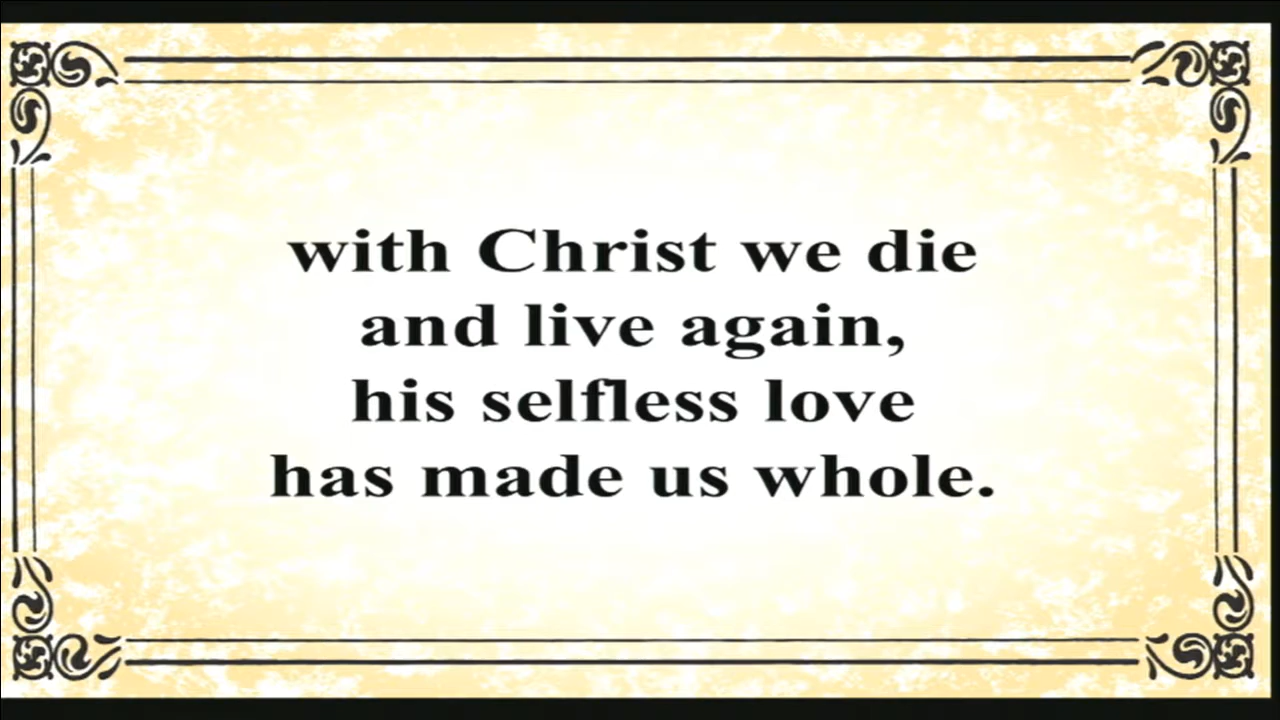 with Christ we die
and live again,
his selfless love
has made us whole.